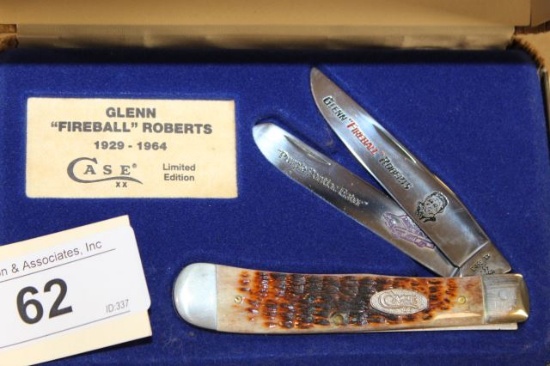 GLENN
"FIREBALL" ROBERTS
1929 - 1964
CASE
XX
Limited
Edition
GLENN "FIREBALL" ROBERTS
n & Associates, Inc
62
ID:337
CASE